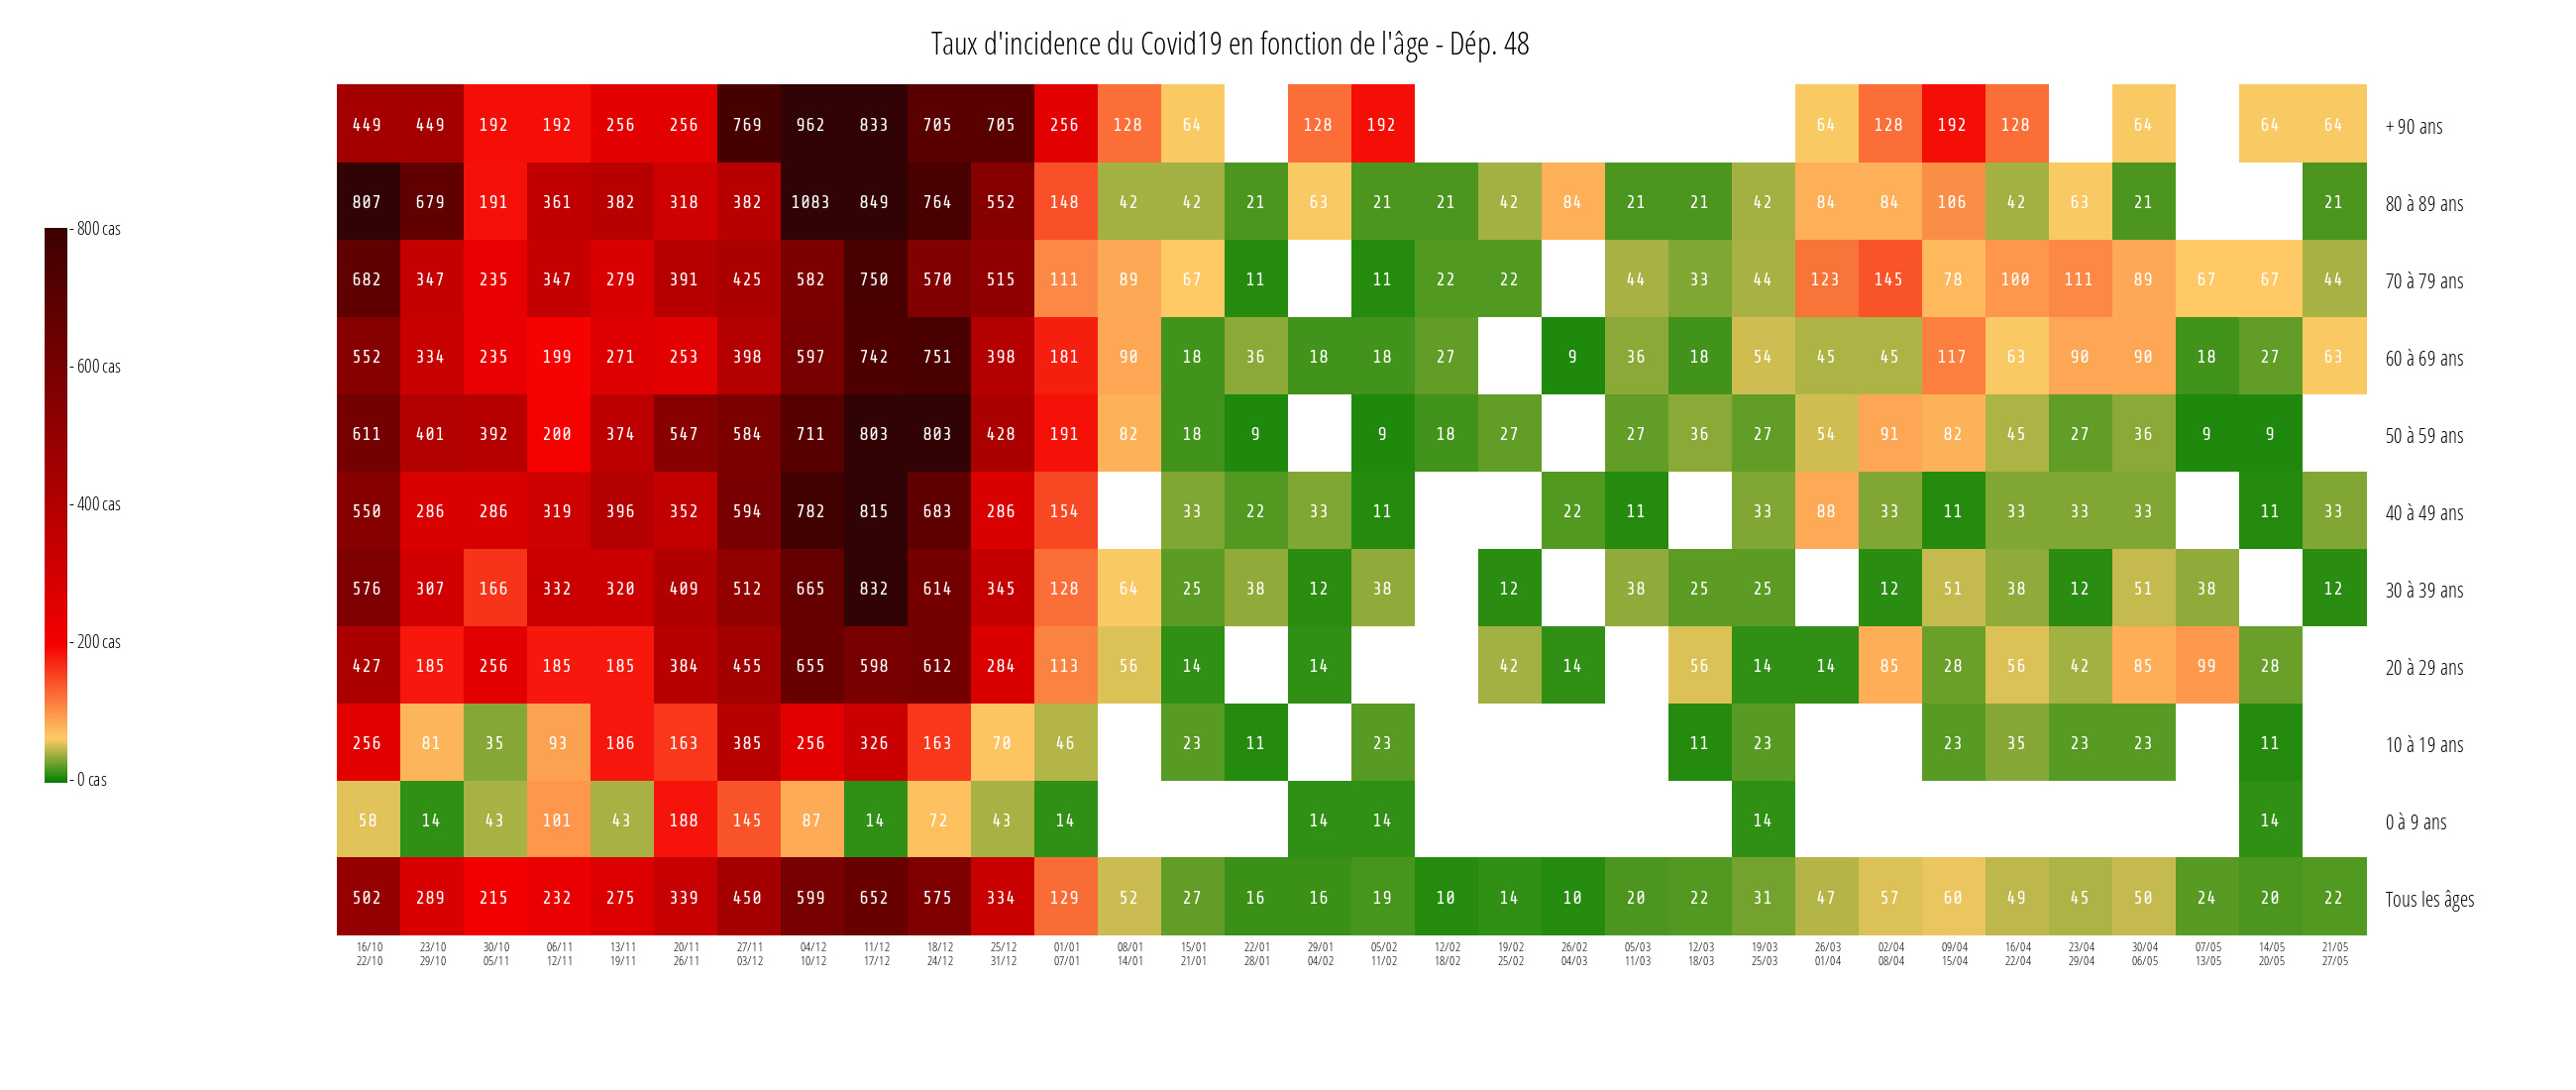 Taux d'incidence du Covid19 en fonction de l'âge - Dép. 48
- 800 cas
- 600 cas
- 400 cas
- 200 cas
- 0 cas
449 449 192 192 256 256 769 962 833 705 705 256 128 64 128 192 64 128 192 128 64 64 64 + 90 ans
807 679 191 361 382 318 382 1083 849 764 552 148 42 42 21 63 21 21 42 84 21 21 42 84 84 106 42 63 21 21 80 à 89 ans
682 347 235 347 279 391 425 582 750 570 515 111 89 67 11 11 22 22 44 33 44 123 145 78 100 111 89 67 67 44 70 à 79 ans
552 334 235 199 271 253 398 597 742 751 398 181 90 18 36 18 18 27 9 36 18 54 45 45 117 63 90 90 18 27 63 60 à 69 ans
611 401 392 200 374 547 584 711 803 803 428 191 82 18 9 9 18 27 27 36 27 54 91 82 45 27 36 9 9 50 à 59 ans
550 286 286 319 396 352 594 782 815 683 286 154 33 22 33 11 22 11 33 88 33 11 33 33 33 11 33 40 à 49 ans
576 307 166 332 320 409 512 665 832 614 345 128 64 25 38 12 38 12 38 25 25 12 51 38 12 51 38 12 30 à 39 ans
427 185 256 185 185 384 455 655 598 612 284 113 56 14 14 42 14 56 14 14 85 28 56 42 85 99 28 20 à 29 ans
256 81 35 93 186 163 385 256 326 163 70 46 23 11 23 11 23 23 35 23 23 11 10 à 19 ans
58 14 43 101 43 188 145 87 14 72 43 14 14 14 14 14 0 à 9 ans
502 289 215 232 275 339 450 599 652 575 334 129 52 27 16 16 19 10 14 10 20 22 31 47 57 60 49 45 50 24 20 22 Tous les âges
16/10 23/10 30/10 06/11 13/11 20/11 27/11 04/12 11/12 18/12 25/12 01/01 08/01 15/01 22/01 29/01 05/02 12/02 19/02 26/02 05/03 12/03 19/03 26/03 02/04 09/04 16/04 23/04 30/04 07/05 14/05 21/05
22/10 29/10 05/11 12/11 19/11 26/11 03/12 10/12 17/12 24/12 31/12 07/01 14/01 21/01 28/01 04/02 11/02 18/02 25/02 04/03 11/03 18/03 25/03 01/04 08/04 15/04 22/04 29/04 06/05 13/05 20/05 27/05